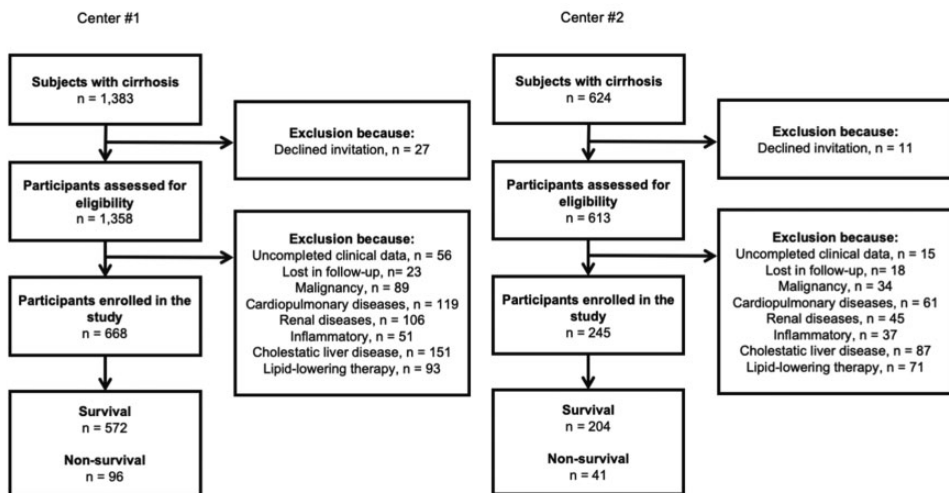 Center #1
Subjects with cirrhosis
n = 1,383
Exclusion because:
Declined invitation, n = 27
Participants assessed for
eligibility
n = 1,358
Exclusion because:
Uncompleted clinical data, n = 56
Lost in follow-up, n= 23
Malignancy, n = 89
Cardiopulmonary diseases, n = 119
Renal diseases, n = 106
Inflammatory, n = 51
Cholestatic liver disease, n = 151
Lipid-lowering therapy, n = 93
Participants enrolled in the
study
n = 668
Survival
n = 572
Non-survival
n = 96
Center #2
Subjects with cirrhosis
n = 624
Exclusion because:
Declined invitation, n = 11
Participants assessed for
eligibility
n = 613
Exclusion because:
Uncompleted clinical data, n = 15
Lost in follow-up, n= 18
Malignancy, n = 34
Cardiopulmonary diseases, n = 61
Renal diseases, n = 45
Inflammatory, n = 37
Cholestatic liver disease, n = 87
Lipid-lowering therapy, n = 71
Participants enrolled in the
study
n = 245
Survival
n = 204
Non-survival
n = 41